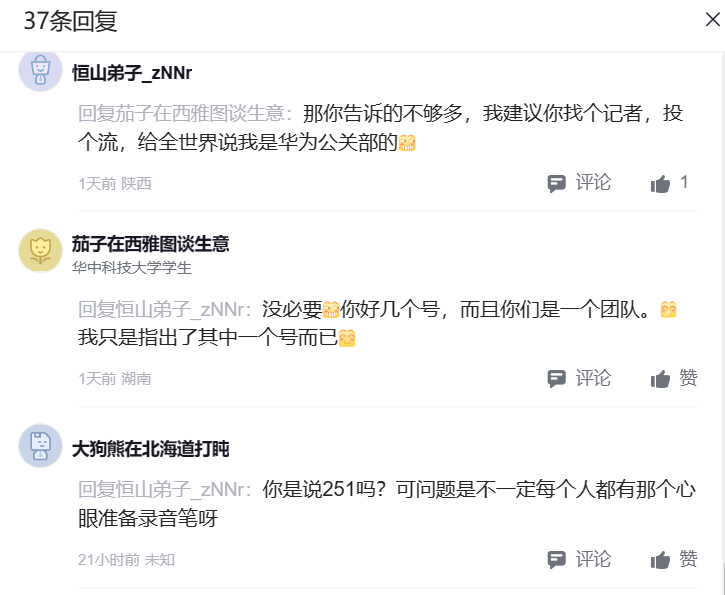 37条回复
恒山弟子_zNNr
回复茄子在西雅图谈生意：那你告诉的不够多，我建议你找个记者，投
个流，给全世界说我是华为公关部的
1天前 陕西
评论
1
茄子在西雅图谈生意
华中科技大学学生
回复恒山弟子_zNNr：没必要你好几个号，而且你们是一个团队。
我只是指出了其中一个号而已
1天前 湖南
评论
赞
大狗熊在北海道打盹
回复恒山弟子_zNNr：你是说251吗？可问题是不一定每个人都有那个心
眼准备录音笔呀
21小时前 未知
评论
赞